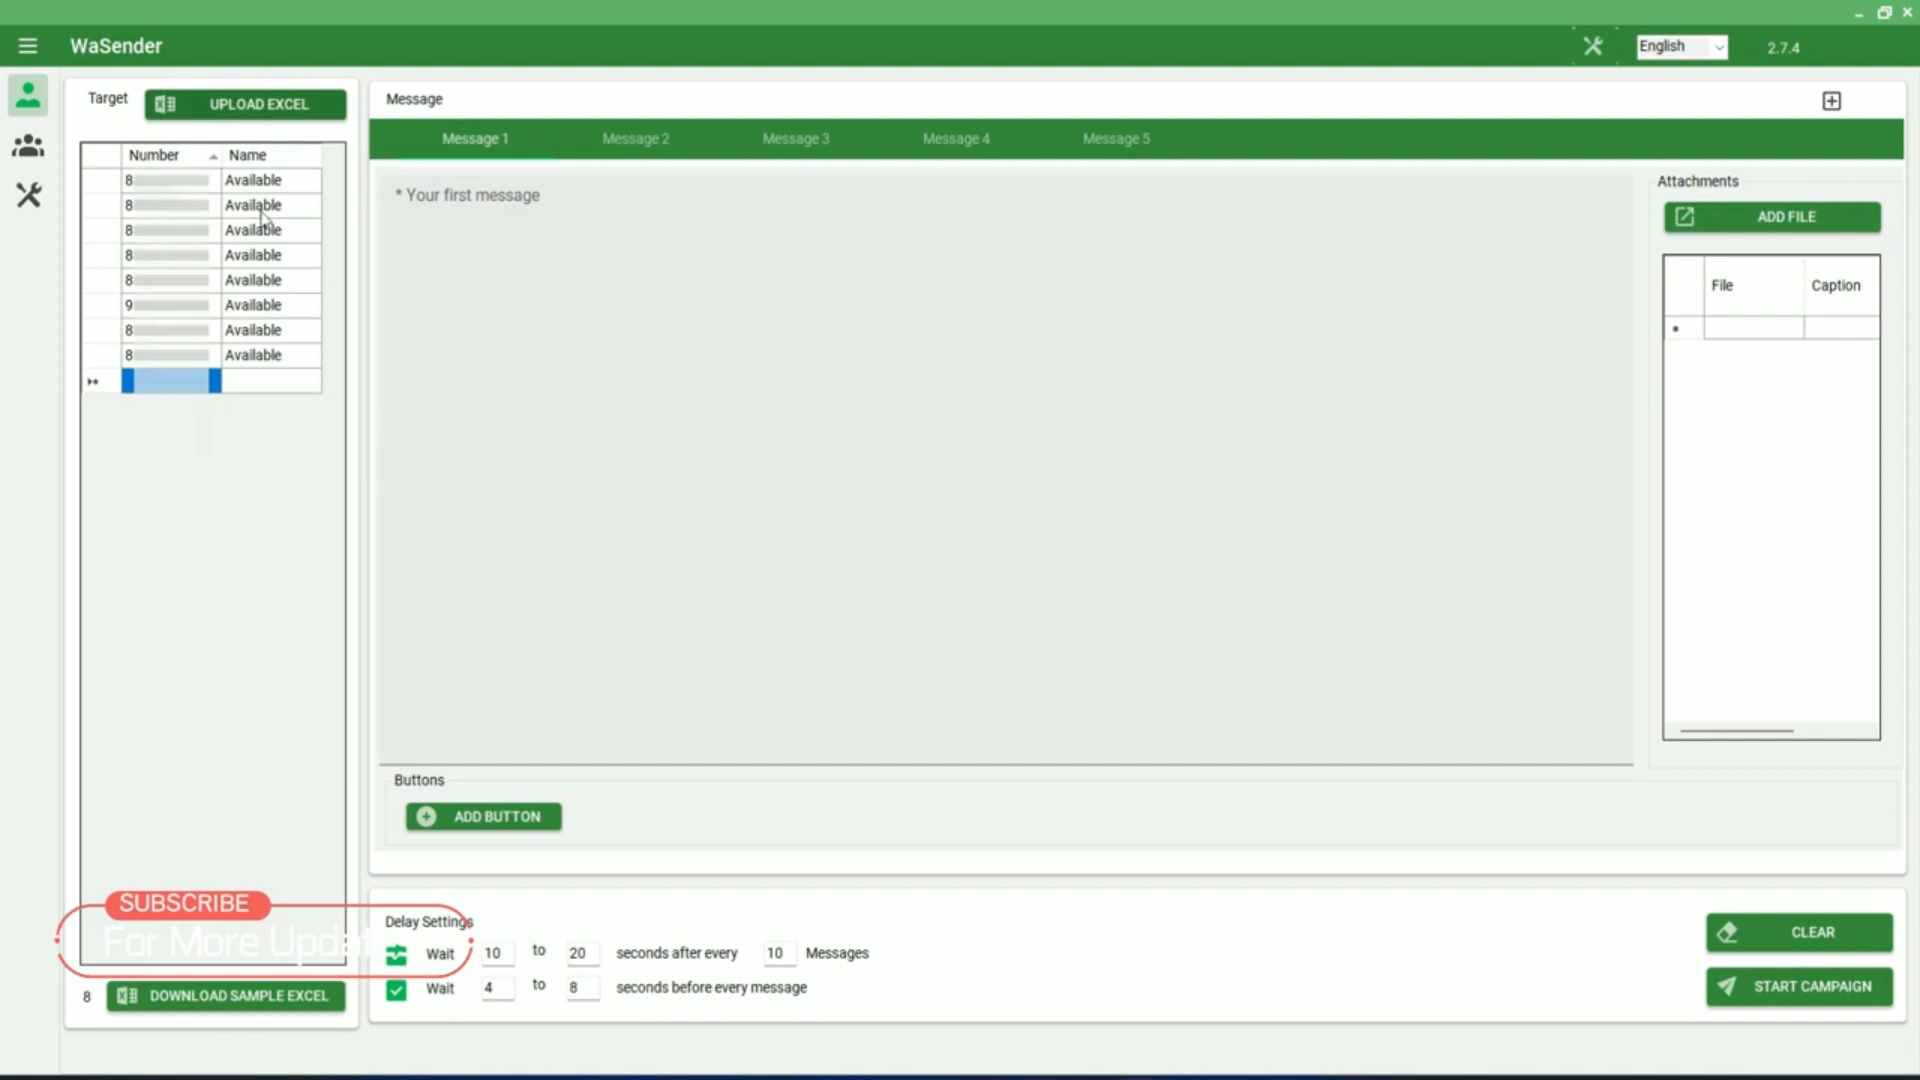 WaSender
English
2.7.4
Target
UPLOAD EXCEL
Number Name
8 Available
8 Available
8 Available
8 Available
8 Available
9 Available
8 Available
8 Available
8
DOWNLOAD SAMPLE EXCEL
SUBSCRIBE
For More Upda
Message
Message 1 Message 2 Message 3 Message 4 Message 5
* Your first message
Attachments
ADD FILE
File Caption
Buttons
ADD BUTTON
Delay Settings
Wait 10 to 20 seconds after every 10 Messages
Wait 4 to 8 seconds before every message
CLEAR
START CAMPAIGN